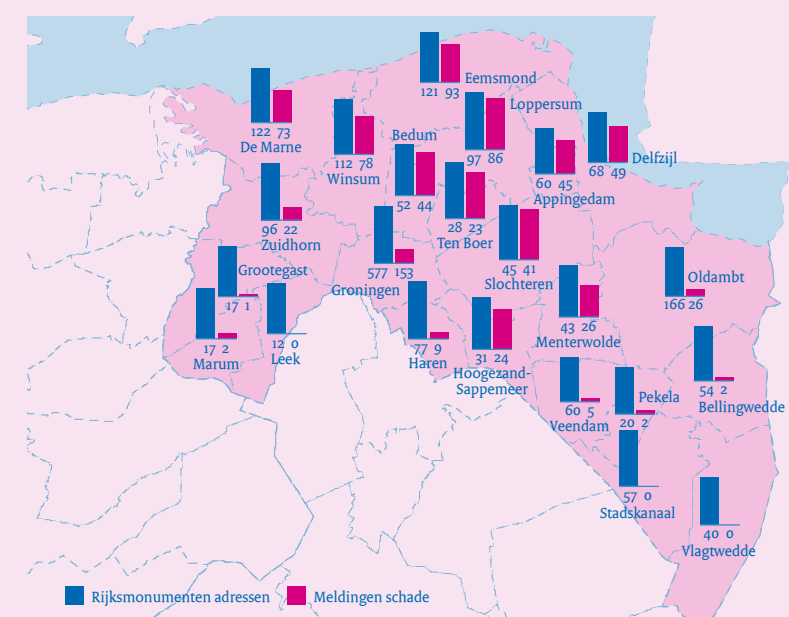 121 93
Eemsmond
Loppersum
122 73
De Marne
Bedum
112 78
Winsum
97 86
Delfzijl
68 49
60 45
Appingedam
52 44
28 23
Ten Boer
96 22
Zuidhorn
Grootegast
17 1
577 153
Groningen
45 41
Slochteren
Oldambt
166 26
43 26
Menterwolde
17 2
Marum
12 0
Leek
77 9
Haren
31 24
Hoogezand-
Sappemeer
54 2
Bellingwedde
60 5
Veendam
Pekela
20 2
57 0
Stadskanaal
40 0
Vlagtwedde
Rijksmonumenten adressen
Meldingen schade